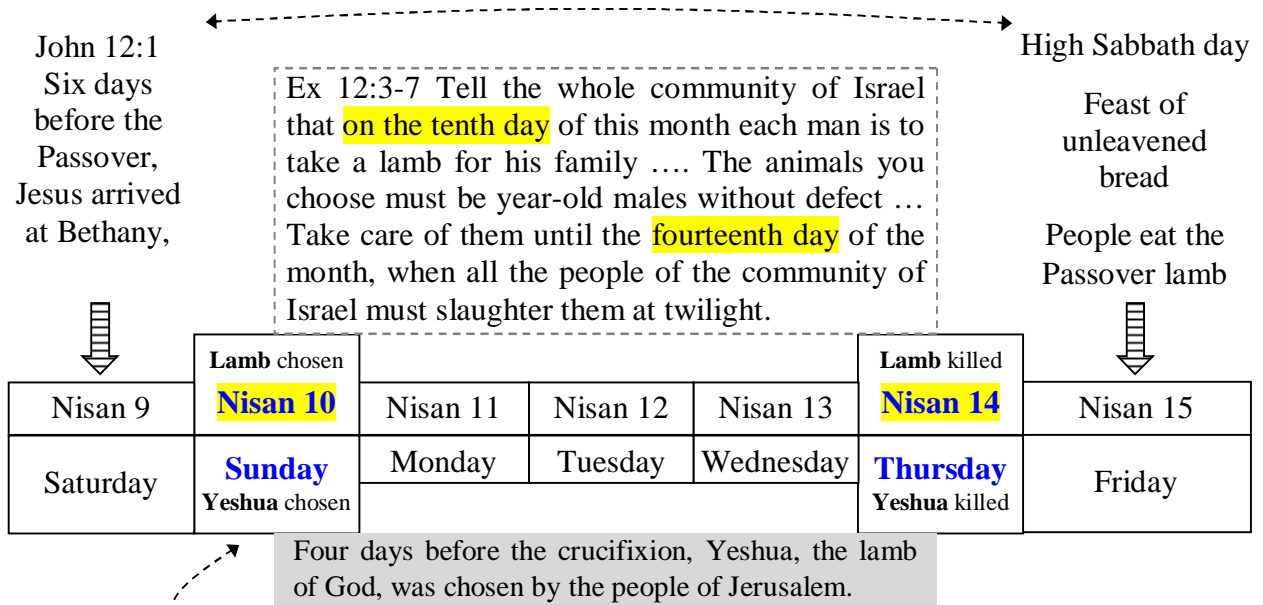 John 12:1
Six days
before the
Passover,
Jesus arrived
at Bethany,
Ex 12:3-7 Tell the whole community of Israel
that on the tenth day of this month each man is to
take a lamb for his family …. The animals you
choose must be year-old males without defect …
Take care of them until the fourteenth day of the
month, when all the people of the community of
Israel must slaughter them at twilight.
High Sabbath day
Feast of
unleavened
bread
People eat the
Passover lamb
Lamb chosen
Lamb killed
Nisan 9
Nisan 10
Nisan 11
Nisan 12
Nisan 13
Nisan 14
Nisan 15
Saturday
Sunday
Yeshua chosen
Monday
Tuesday
Wednesday
Thursday
Yeshua killed
Friday
Four days before the crucifixion, Yeshua, the lamb
of God, was chosen by the people of Jerusalem.